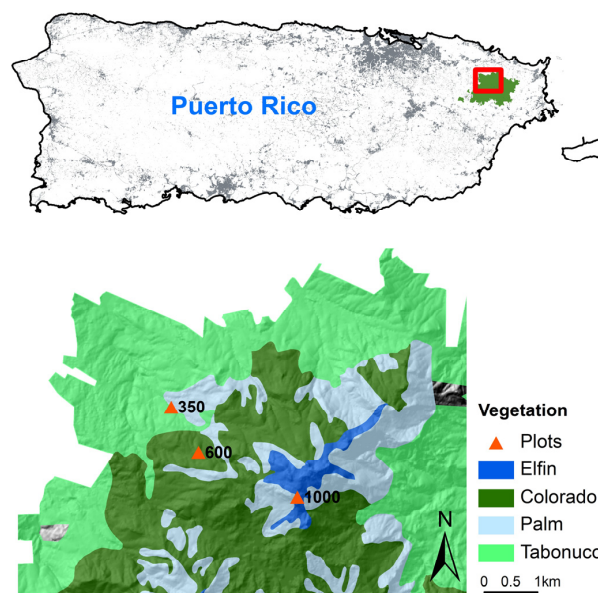 Puerto Rico
350
600
1000
Vegetation
Plots
Elfin
Colorado
Palm
Tabonuco
N
0 0.5 1km